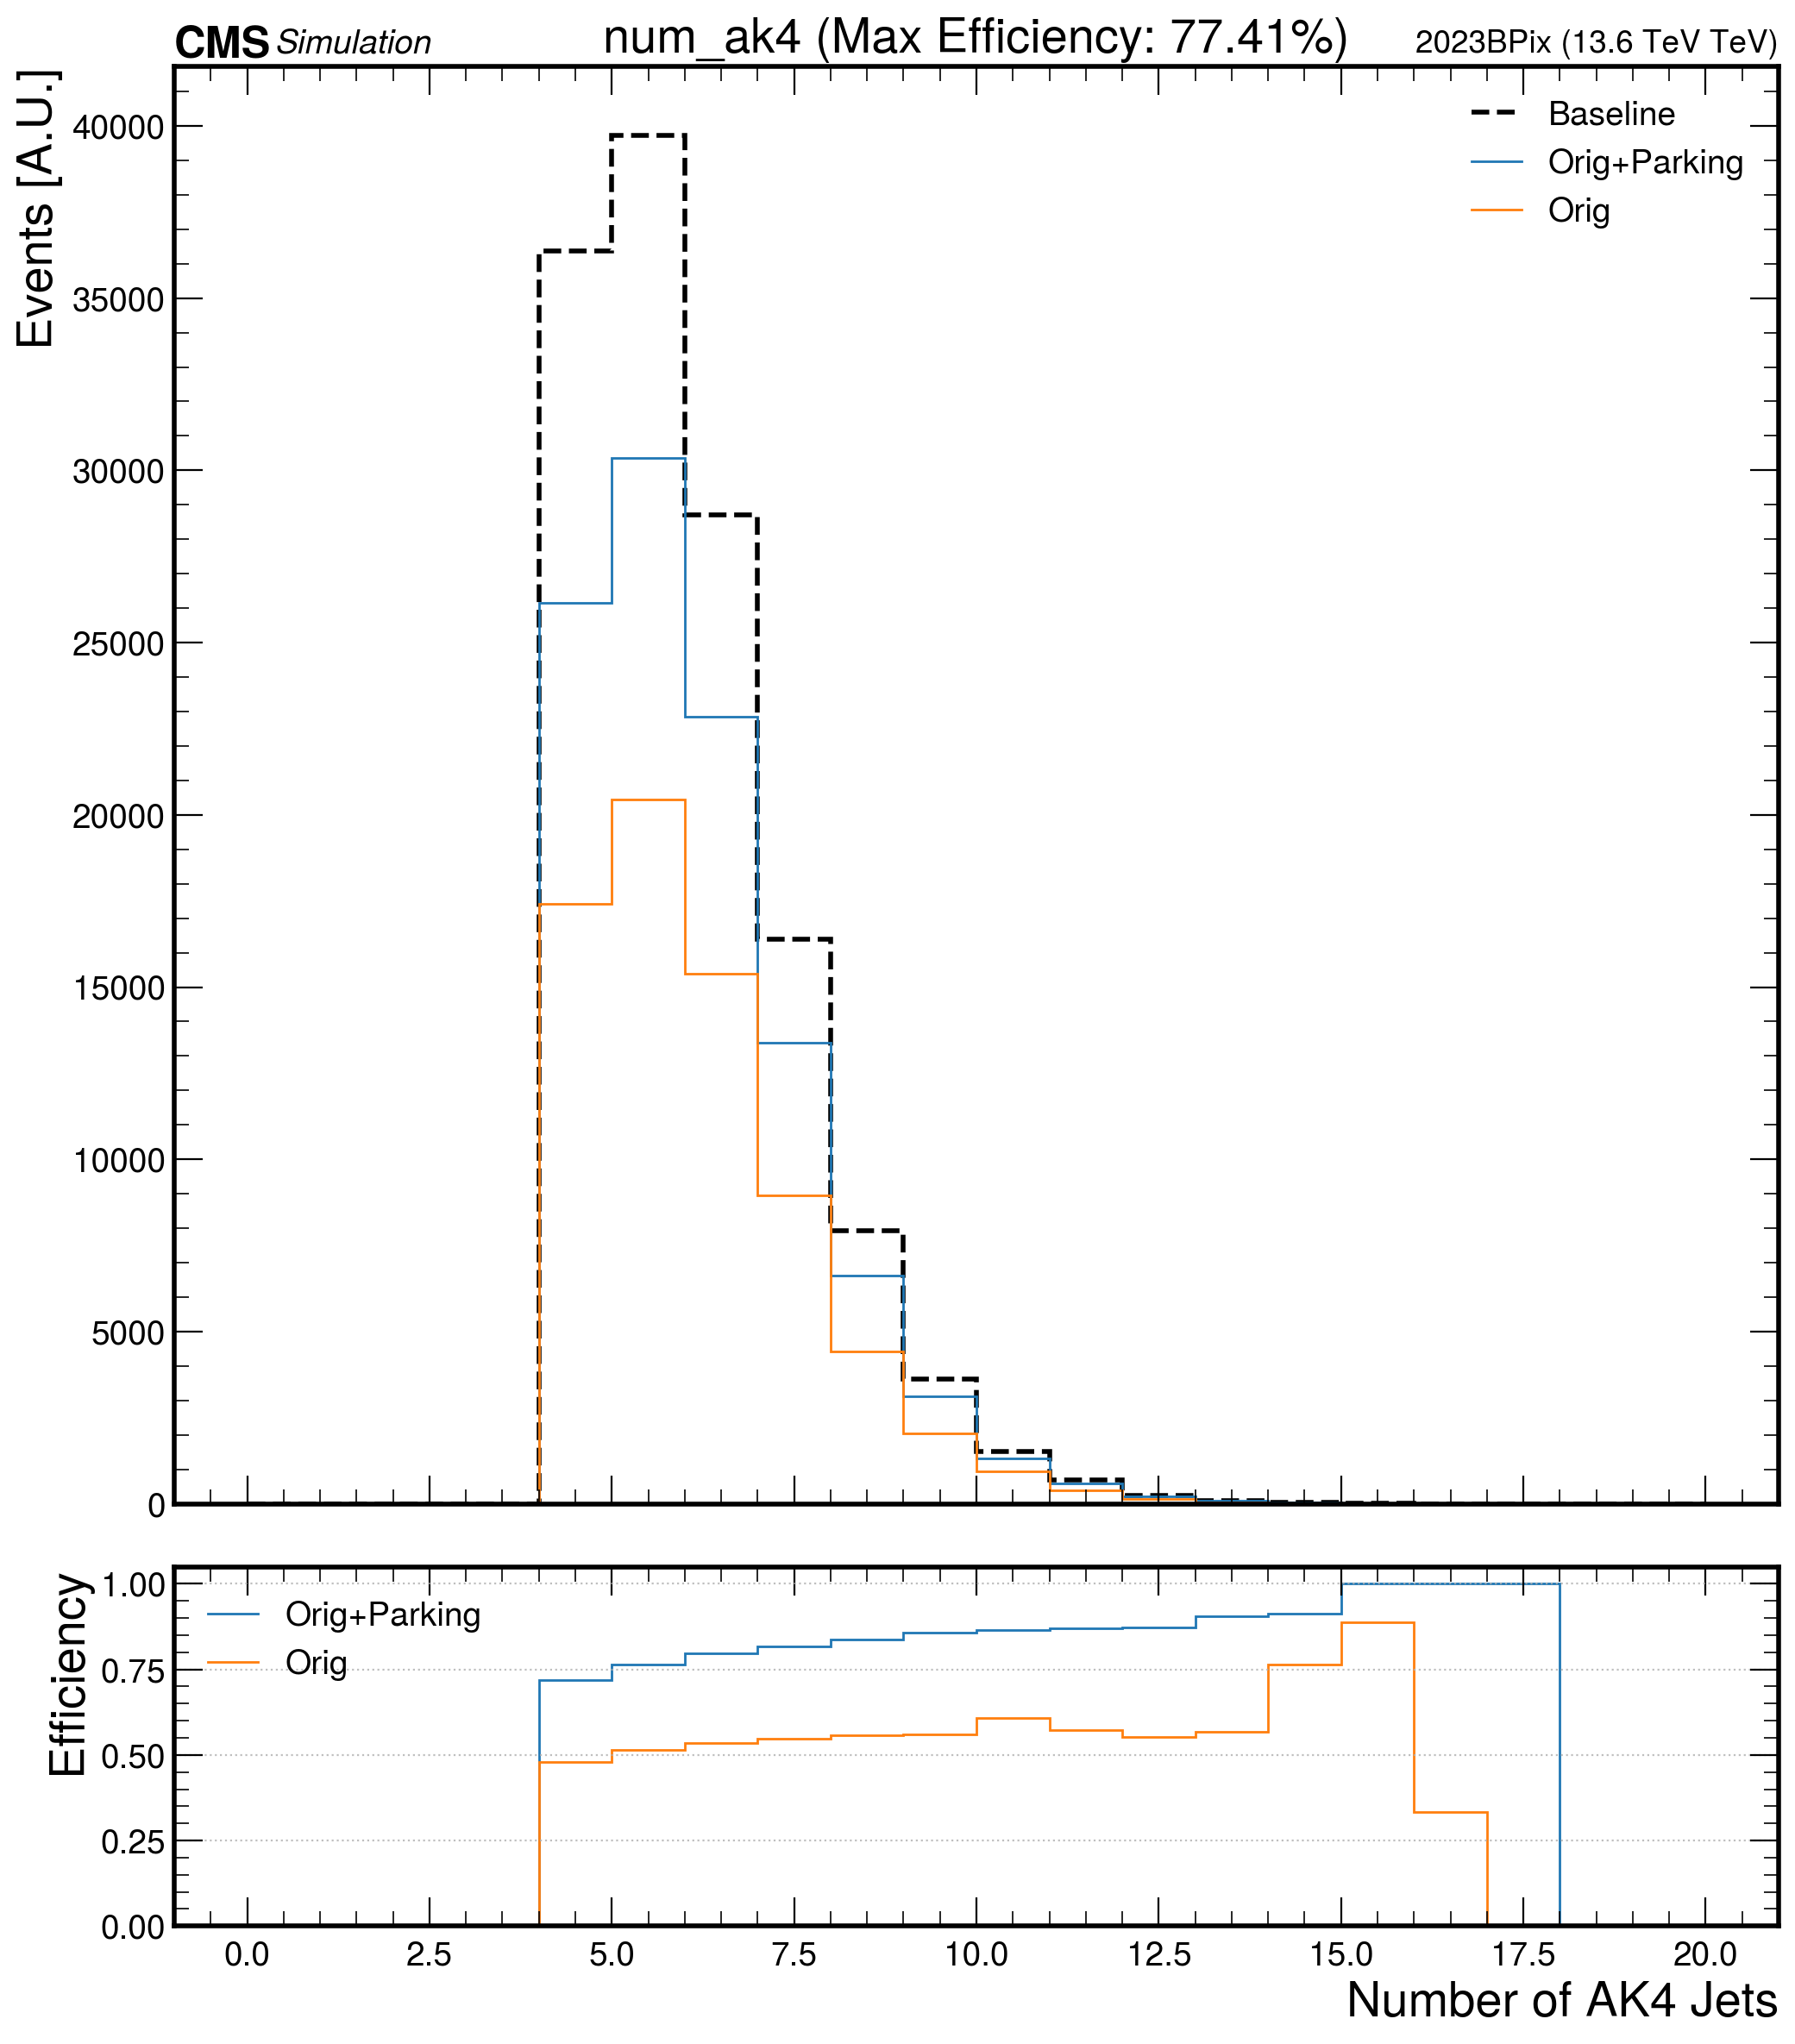 CMS Simulation num_ak4 (Max Efficiency: 77.41%) 2023BPix (13.6 TeV TeV)
Events [A.U.]
40000
35000
30000
25000
20000
15000
10000
5000
0
Baseline
Orig+Parking
Orig
Efficiency
1.00
0.75
0.50
0.25
0.00
Orig+Parking
Orig
0.0 2.5 5.0 7.5 10.0 12.5 15.0 17.5 20.0
Number of AK4 Jets